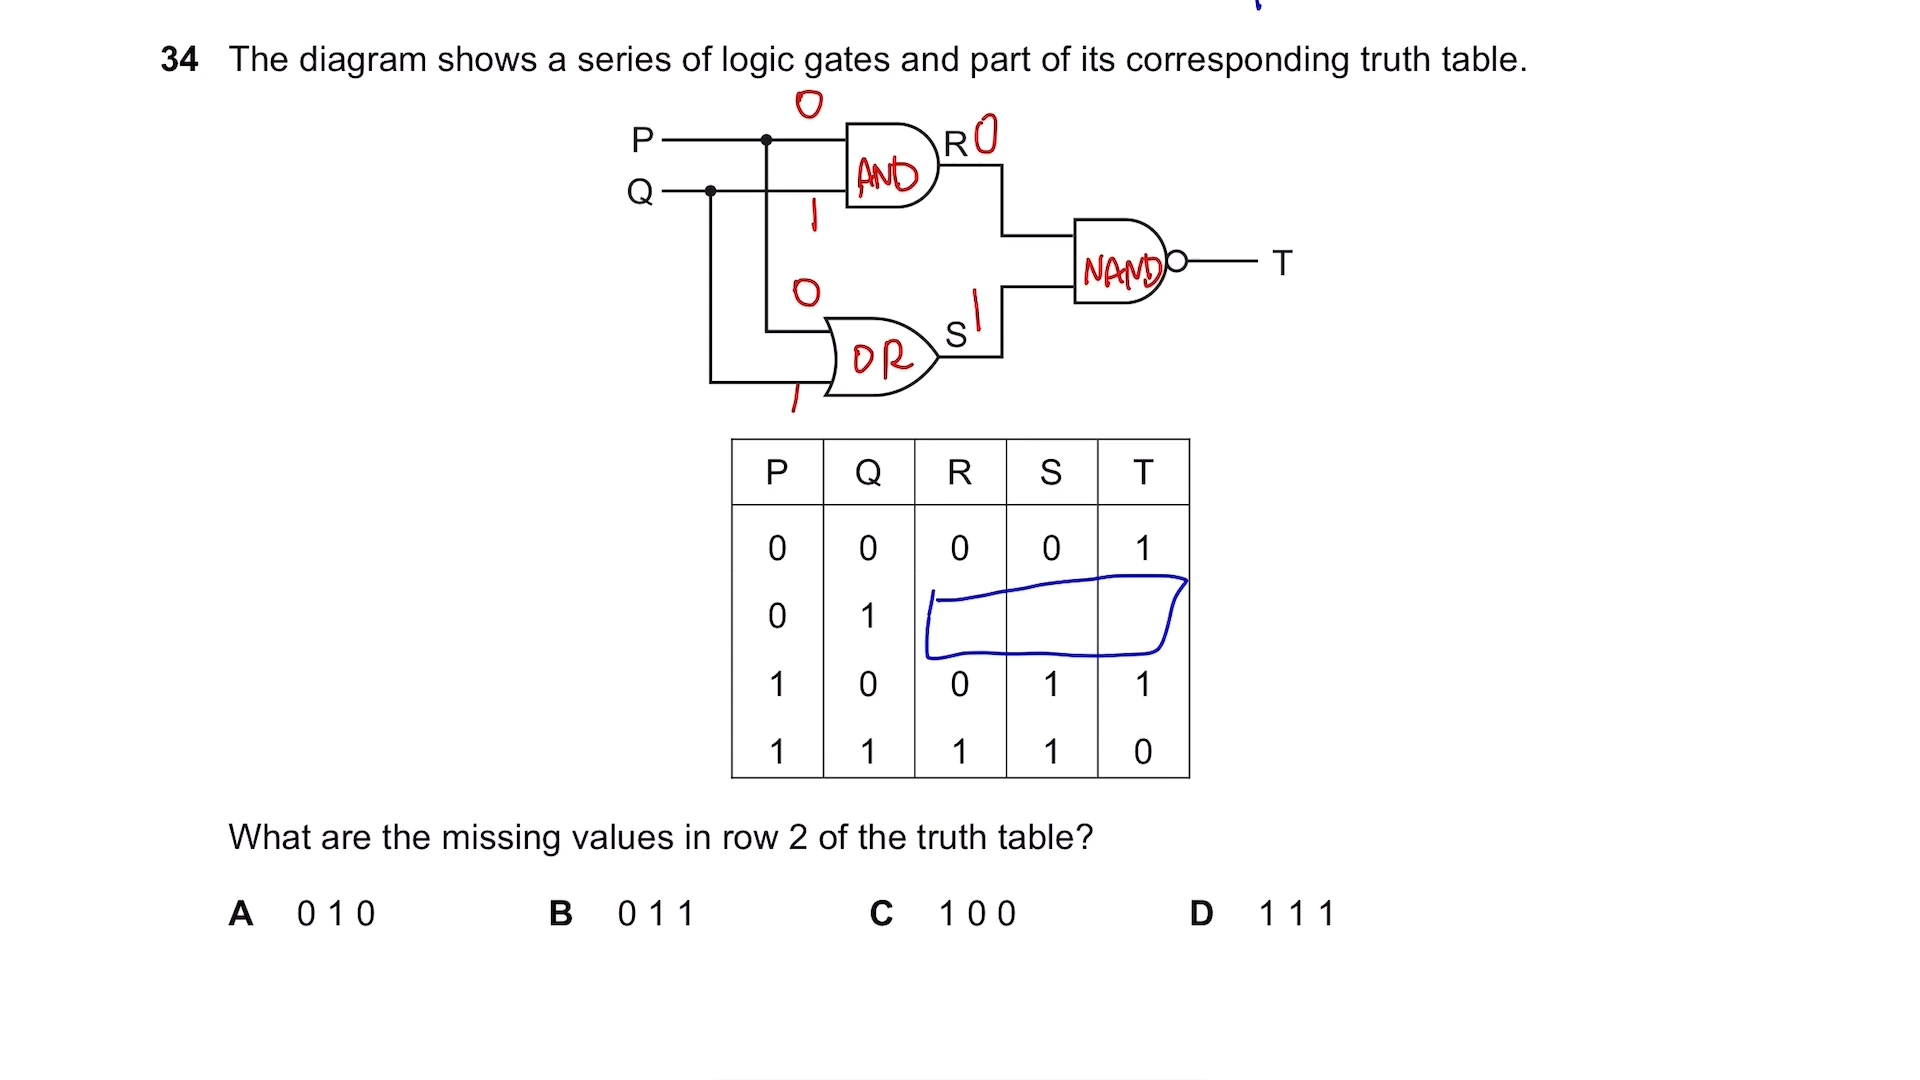 34 The diagram shows a series of logic gates and part of its corresponding truth table.
0
P R 0
AND
Q
1
NAND T
0
S 1
OR
1
P Q R S T
0 0 0 0 1
0 1
1 0 0 1 1
1 1 1 1 0
What are the missing values in row 2 of the truth table?
A 0 1 0 B 0 1 1 C 1 0 0 D 1 1 1